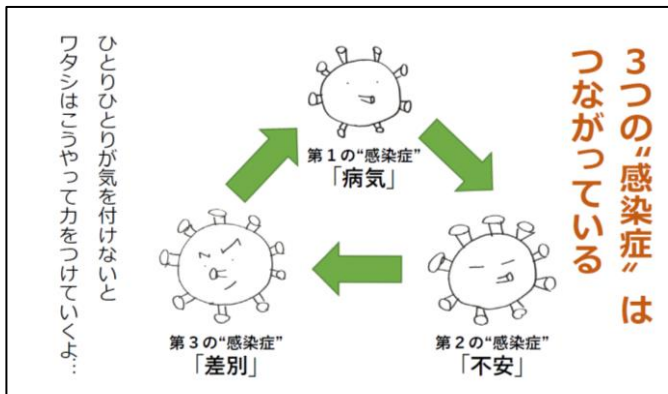 ３つの“感染症”は
つながっている
第１の“感染症”
「病気」
第２の“感染症”
「不安」
第３の“感染症”
「差別」
ひとりひとりが気を付けないと
ワタシはこうやって力をつけていくよ…